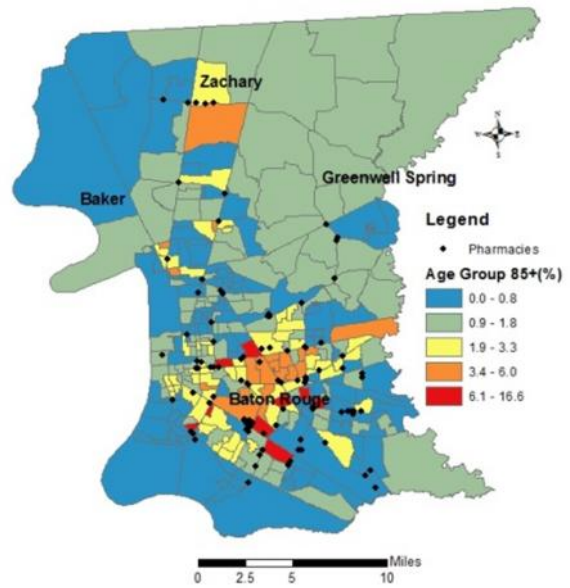 Zachary
N
W E
S
Greenwell Spring
Baker
Legend
Pharmacies
Age Group 85+(%)
0.0 - 0.8
0.9 - 1.8
1.9 - 3.3
3.4 - 6.0
6.1 - 16.6
Baton Rouge
Miles
0 2.5 5 10